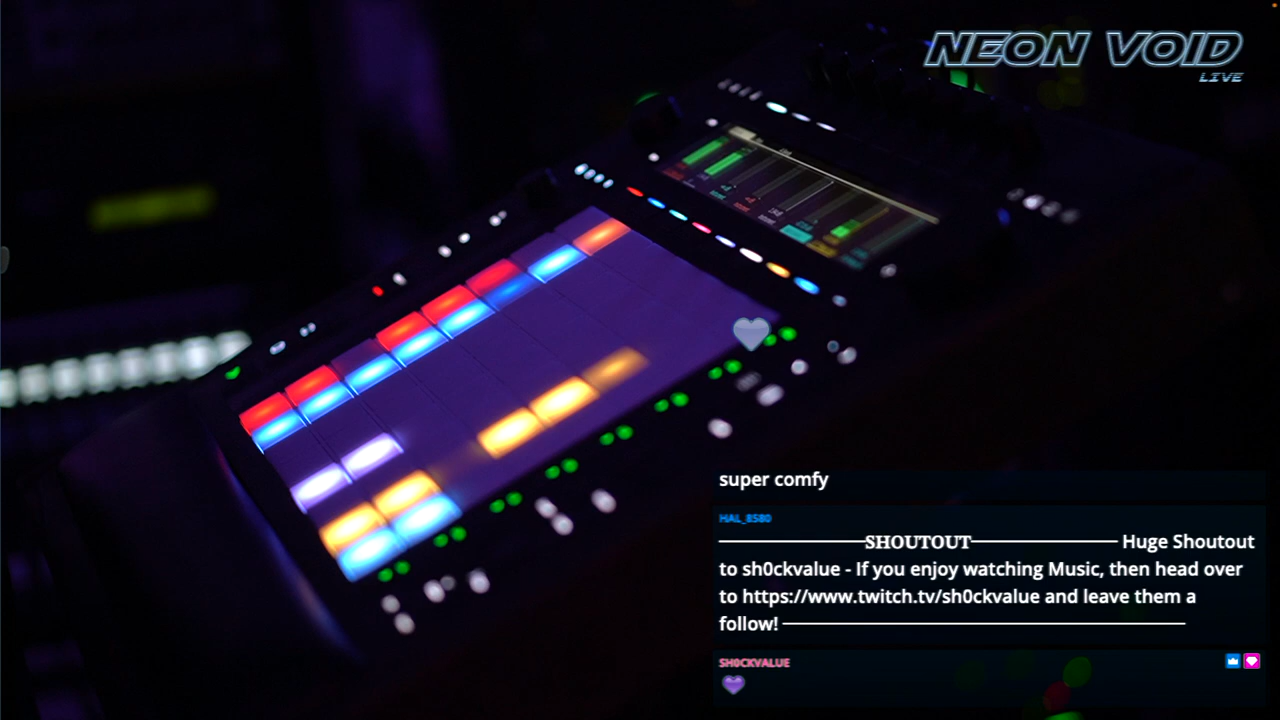 NEON VOID
LIVE
super comfy
HAL_8580
——————SHOUTOUT—————— Huge Shoutout
to sh0ckvalue - If you enjoy watching Music, then head over
to https://www.twitch.tv/sh0ckvalue and leave them a
follow! ————————————————
SH0CKVALUE